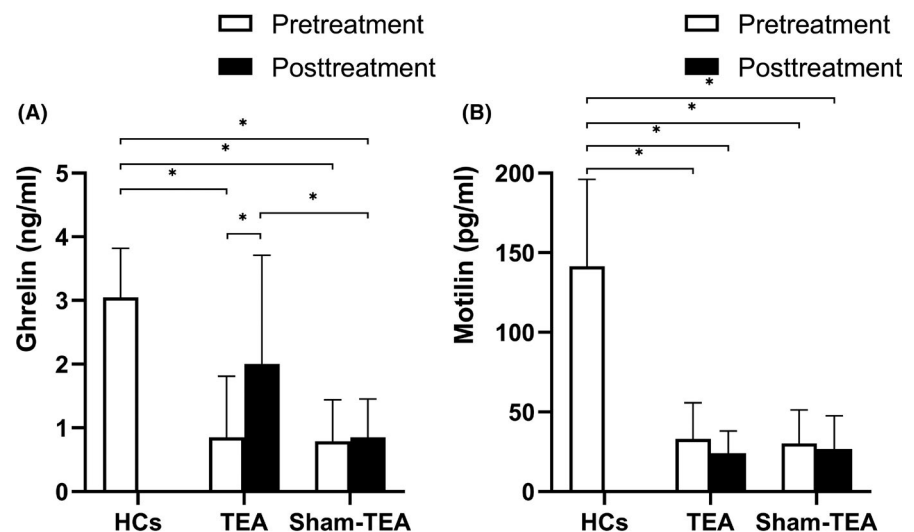 Pretreatment
Posttreatment
(A)
*
*
*
*
*
Ghrelin (ng/ml)
5
4
3
2
1
0
HCs TEA Sham-TEA
Pretreatment
Posttreatment
(B)
*
*
*
*
Motilin (pg/ml)
200
150
100
50
0
HCs TEA Sham-TEA